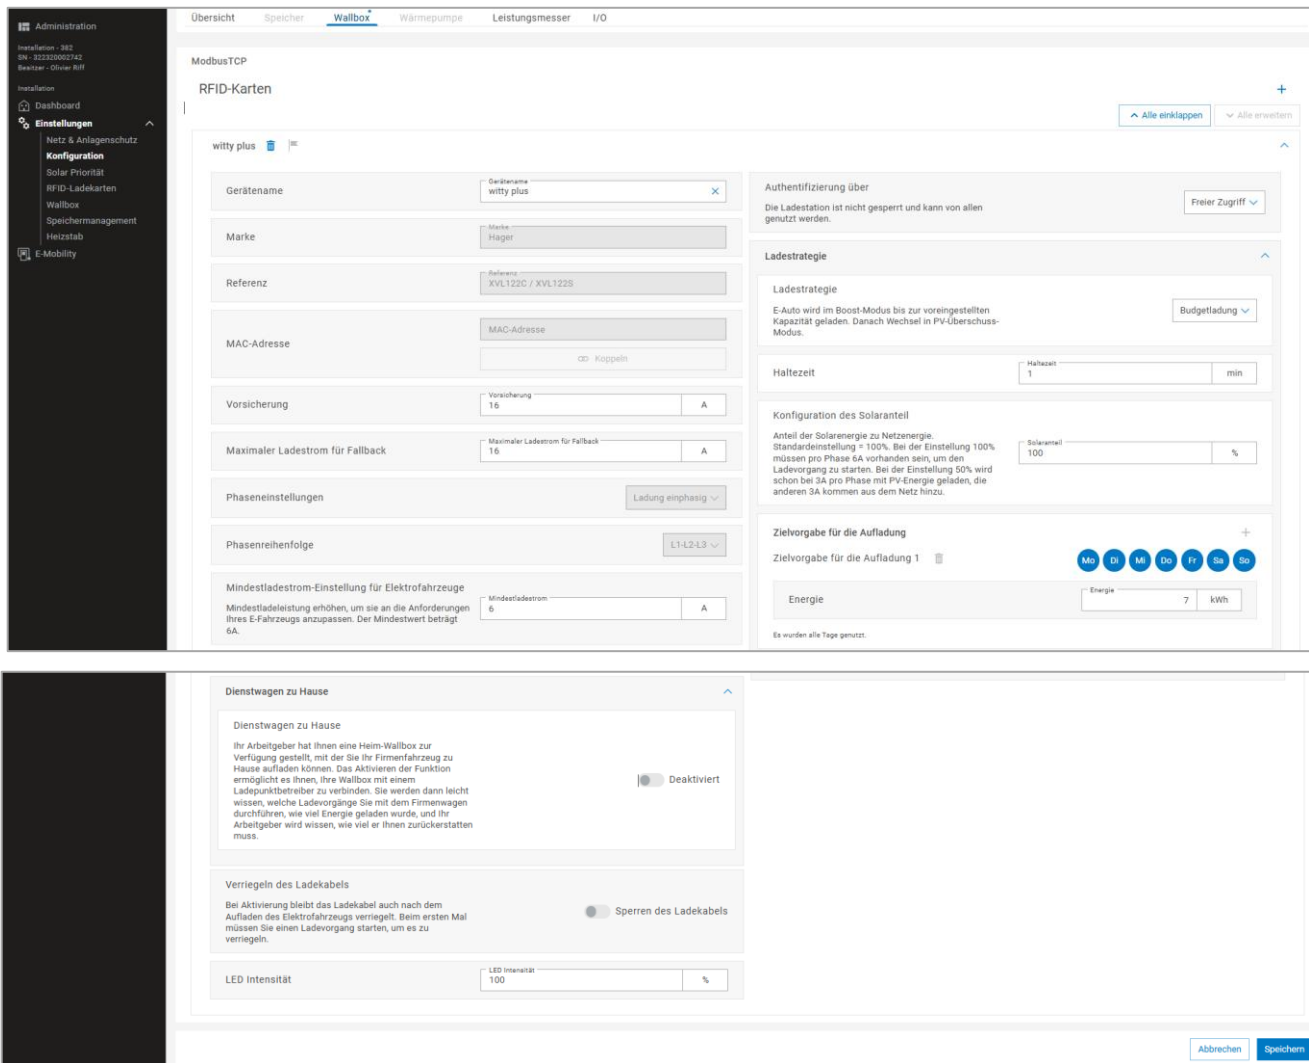 Administration
Installation - 382
SN - 322320002742
Besitzer - Olivier Riff
Installation
Dashboard
Einstellungen
Netz & Anlagenschutz
Konfiguration
Solar Priorität
RFID-Ladekarten
Wallbox
Speichermanagement
Heizstab
E-Mobility
Übersicht Speicher Wallbox Wärmepumpe Leistungsmesser I/O
ModbusTCP
RFID-Karten
+
Alle einklappen Alle erweitern
witty plus
Gerätename
Gerätename
witty plus
Marke
Marke
Hager
Referenz
Referenz
XVL122C / XVL122S
MAC-Adresse
MAC-Adresse
Koppeln
Vorsicherung
Vorsicherung
16 A
Maximaler Ladestrom für Fallback
Maximaler Ladestrom für Fallback
16 A
Phaseneinstellungen
Ladung einphasig
Phasenreihenfolge
L1-L2-L3
Mindestladestrom-Einstellung für Elektrofahrzeuge
Mindestladeleistung erhöhen, um sie an die Anforderungen
Ihres E-Fahrzeugs anzupassen. Der Mindestwert beträgt
6A.
Mindestladestrom
6 A
Authentifizierung über
Die Ladestation ist nicht gesperrt und kann von allen
genutzt werden.
Freier Zugriff
Ladestrategie
Ladestrategie
E-Auto wird im Boost-Modus bis zur voreingestellten
Kapazität geladen. Danach Wechsel in PV-Überschuss-
Modus.
Budgetladung
Haltezeit
Haltezeit
1 min
Konfiguration des Solaranteil
Anteil der Solarenergie zu Netzenergie.
Standardeinstellung = 100%. Bei der Einstellung 100%
müssen pro Phase 6A vorhanden sein, um den
Ladevorgang zu starten. Bei der Einstellung 50% wird
schon bei 3A pro Phase mit PV-Energie geladen, die
anderen 3A kommen aus dem Netz hinzu.
Solaranteil
100 %
Zielvorgabe für die Aufladung
+
Zielvorgabe für die Aufladung 1
Mo Di Mi Do Fr Sa So
Energie
Energie
7 kWh
Es wurden alle Tage genutzt.
Dienstwagen zu Hause
Dienstwagen zu Hause
Ihr Arbeitgeber hat Ihnen eine Heim-Wallbox zur
Verfügung gestellt, mit der Sie Ihr Firmenfahrzeug zu
Hause aufladen können. Das Aktivieren der Funktion
ermöglicht es Ihnen, Ihre Wallbox mit einem
Ladepunktbetreiber zu verbinden. Sie werden dann leicht
wissen, welche Ladevorgänge Sie mit dem Firmenwagen
durchführen, wie viel Energie geladen wurde, und Ihr
Arbeitgeber wird wissen, wie viel er Ihnen zurückerstatten
muss.
Deaktiviert
Verriegeln des Ladekabels
Bei Aktivierung bleibt das Ladekabel auch nach dem
Aufladen des Elektrofahrzeugs verriegelt. Beim ersten Mal
müssen Sie einen Ladevorgang starten, um es zu
verriegeln.
Sperren des Ladekabels
LED Intensität
LED Intensität
100 %
Abbrechen Speichern